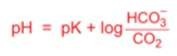 pH = pK + log HCO₃⁻ / CO₂